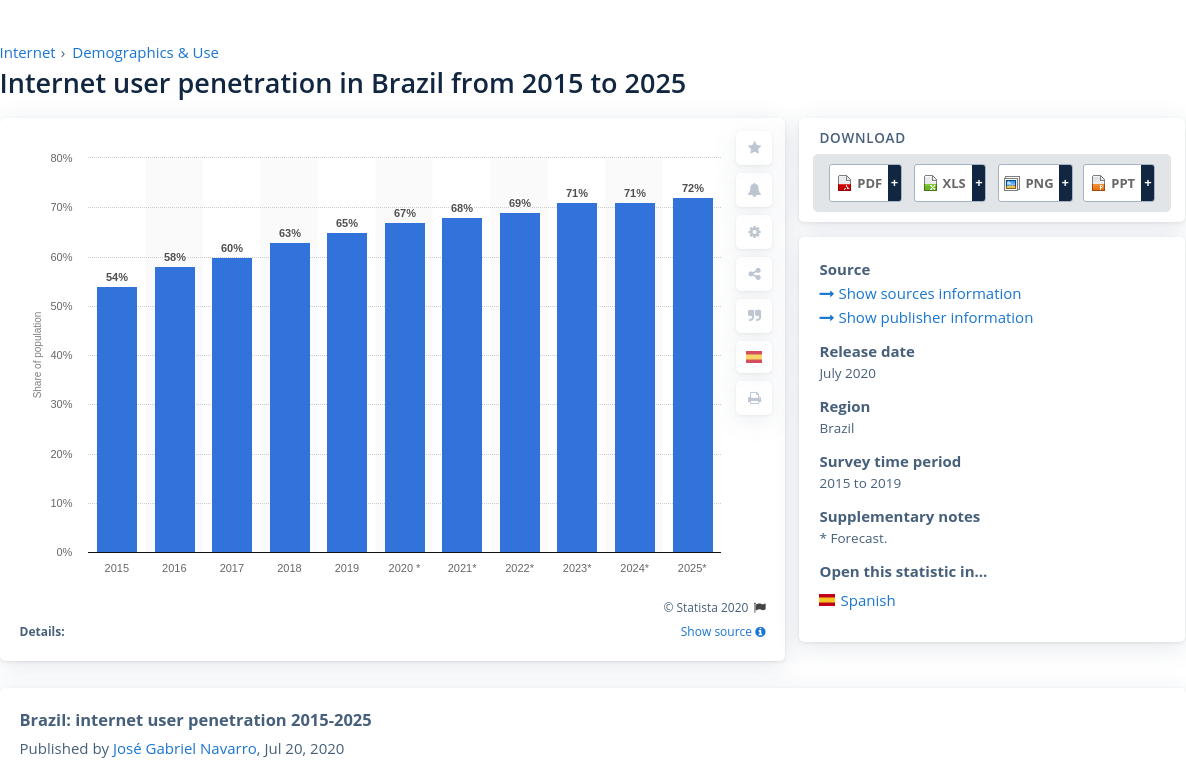 Internet › Demographics & Use
Internet user penetration in Brazil from 2015 to 2025
80%
70%
60%
50%
40%
30%
20%
10%
0%
Share of population
54%
58%
60%
63%
65%
67%
68%
69%
71%
71%
72%
2015
2016
2017
2018
2019
2020 *
2021*
2022*
2023*
2024*
2025*
© Statista 2020
Details:
Show source
DOWNLOAD
PDF +
XLS +
PNG +
PPT +
Source
Show sources information
Show publisher information
Release date
July 2020
Region
Brazil
Survey time period
2015 to 2019
Supplementary notes
* Forecast.
Open this statistic in...
Spanish
Brazil: internet user penetration 2015-2025
Published by José Gabriel Navarro, Jul 20, 2020